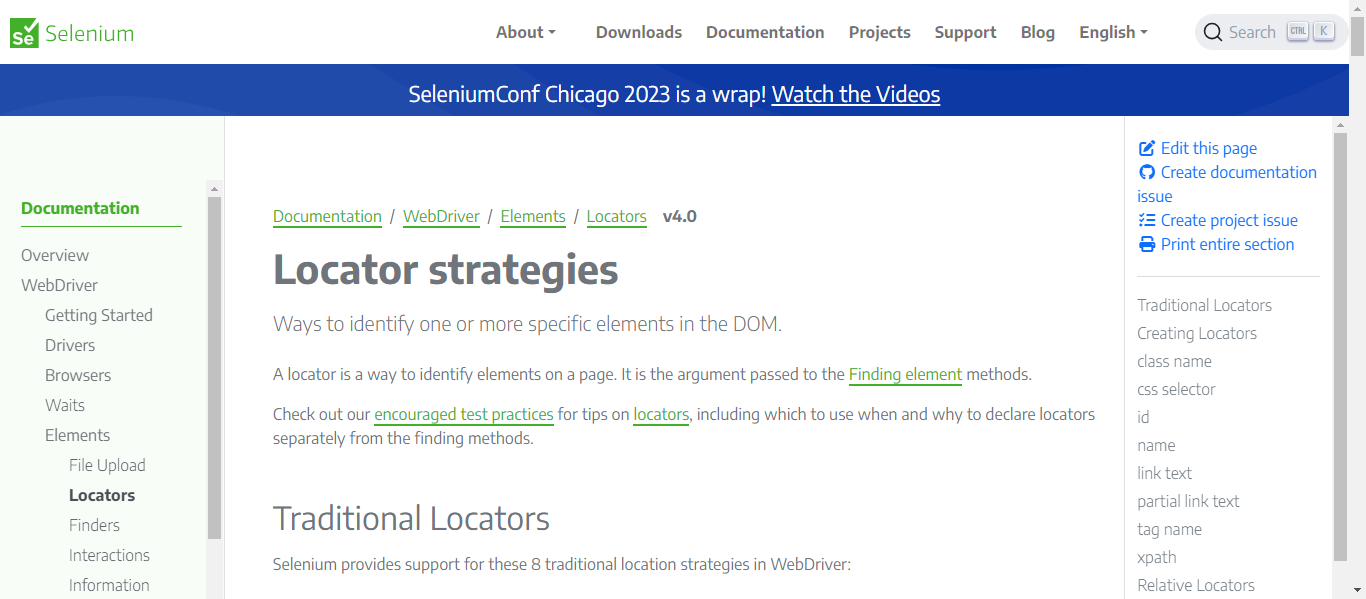 Se Selenium
About Downloads Documentation Projects Support Blog English Search CTRL K
SeleniumConf Chicago 2023 is a wrap! Watch the Videos
Documentation
Overview
WebDriver
Getting Started
Drivers
Browsers
Waits
Elements
File Upload
Locators
Finders
Interactions
Information
Documentation / WebDriver / Elements / Locators v4.0
Locator strategies
Ways to identify one or more specific elements in the DOM.
A locator is a way to identify elements on a page. It is the argument passed to the Finding element methods.
Check out our encouraged test practices for tips on locators, including which to use when and why to declare locators
separately from the finding methods.
Traditional Locators
Selenium provides support for these 8 traditional location strategies in WebDriver:
Edit this page
Create documentation
issue
Create project issue
Print entire section
Traditional Locators
Creating Locators
class name
css selector
id
name
link text
partial link text
tag name
xpath
Relative Locators